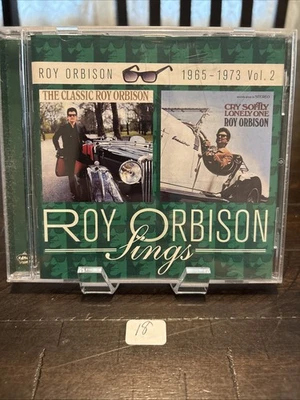 ROY ORBISON 1965-1973 Vol. 2
THE CLASSIC ROY ORBISON
CRY SOFTLY
LONELY ONE
ROY ORBISON
ROY ORBISON
Sings
18